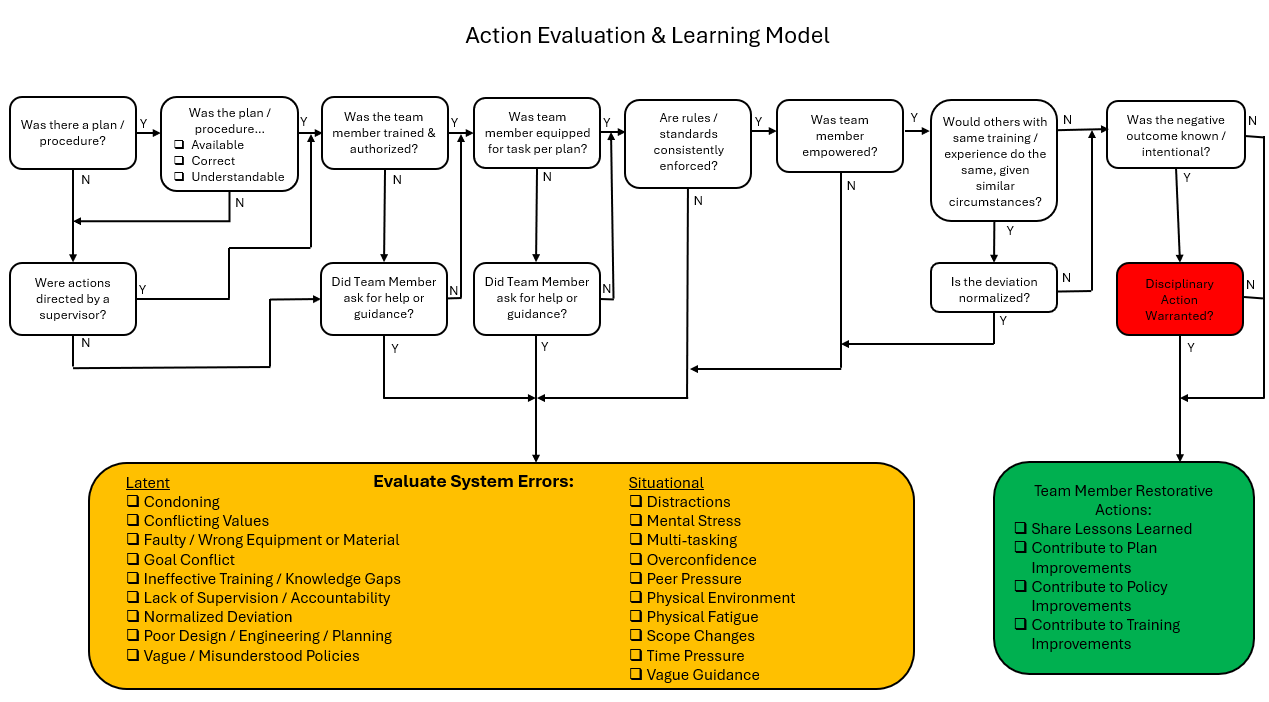 Action Evaluation & Learning Model
Was there a plan /
procedure?
Y
N
Was the plan /
procedure…
❑ Available
❑ Correct
❑ Understandable
Y
N
Was the team
member trained &
authorized?
Y
N
Was team
member equipped
for task per plan?
Y
N
Are rules /
standards
consistently
enforced?
Y
N
Was team
member
empowered?
Y
N
Would others with
same training /
experience do the
same, given
similar
circumstances?
N
Y
Was the negative
outcome known /
intentional?
N
Y
Were actions
directed by a
supervisor?
Y
N
Did Team Member
ask for help or
guidance?
N
Y
Did Team Member
ask for help or
guidance?
N
Y
Is the deviation
normalized?
N
Y
Disciplinary
Action
Warranted?
N
Y
Evaluate System Errors:
Latent
❑ Condoning
❑ Conflicting Values
❑ Faulty / Wrong Equipment or Material
❑ Goal Conflict
❑ Ineffective Training / Knowledge Gaps
❑ Lack of Supervision / Accountability
❑ Normalized Deviation
❑ Poor Design / Engineering / Planning
❑ Vague / Misunderstood Policies
Situational
❑ Distractions
❑ Mental Stress
❑ Multi-tasking
❑ Overconfidence
❑ Peer Pressure
❑ Physical Environment
❑ Physical Fatigue
❑ Scope Changes
❑ Time Pressure
❑ Vague Guidance
Team Member Restorative
Actions:
❑ Share Lessons Learned
❑ Contribute to Plan
Improvements
❑ Contribute to Policy
Improvements
❑ Contribute to Training
Improvements